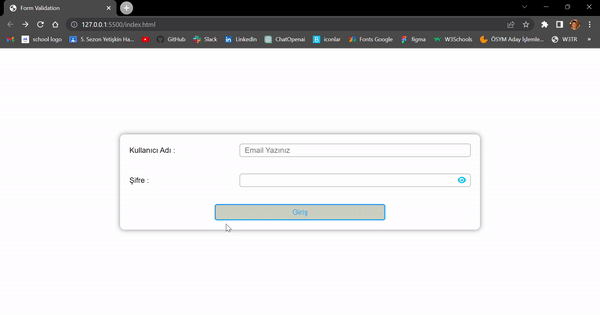 Form Validation
127.0.0.1:5500/index.html
school logo 5. Sezon Yetişkin Ha... GitHub Slack LinkedIn ChatOpenai iconlar Fonts Google figma W3Schools ÖSYM Aday İşlemle... W3TR »
Kullanıcı Adı :
Email Yazınız
Şifre :
Giriş